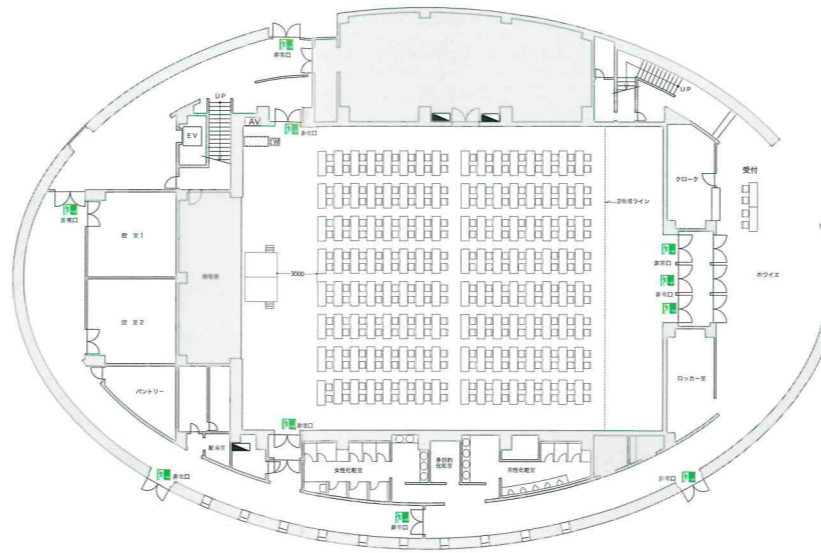 非常口
UP
UP
AV
非常口
EV
クローク
受付
2分割ライン
控室1
非常口
非常口
ホワイエ
3000
非常口
控室2
パントリー
ロッカー室
非常口
女性化粧室
多目的
化粧室
男性化粧室
非常口
非常口
非常口